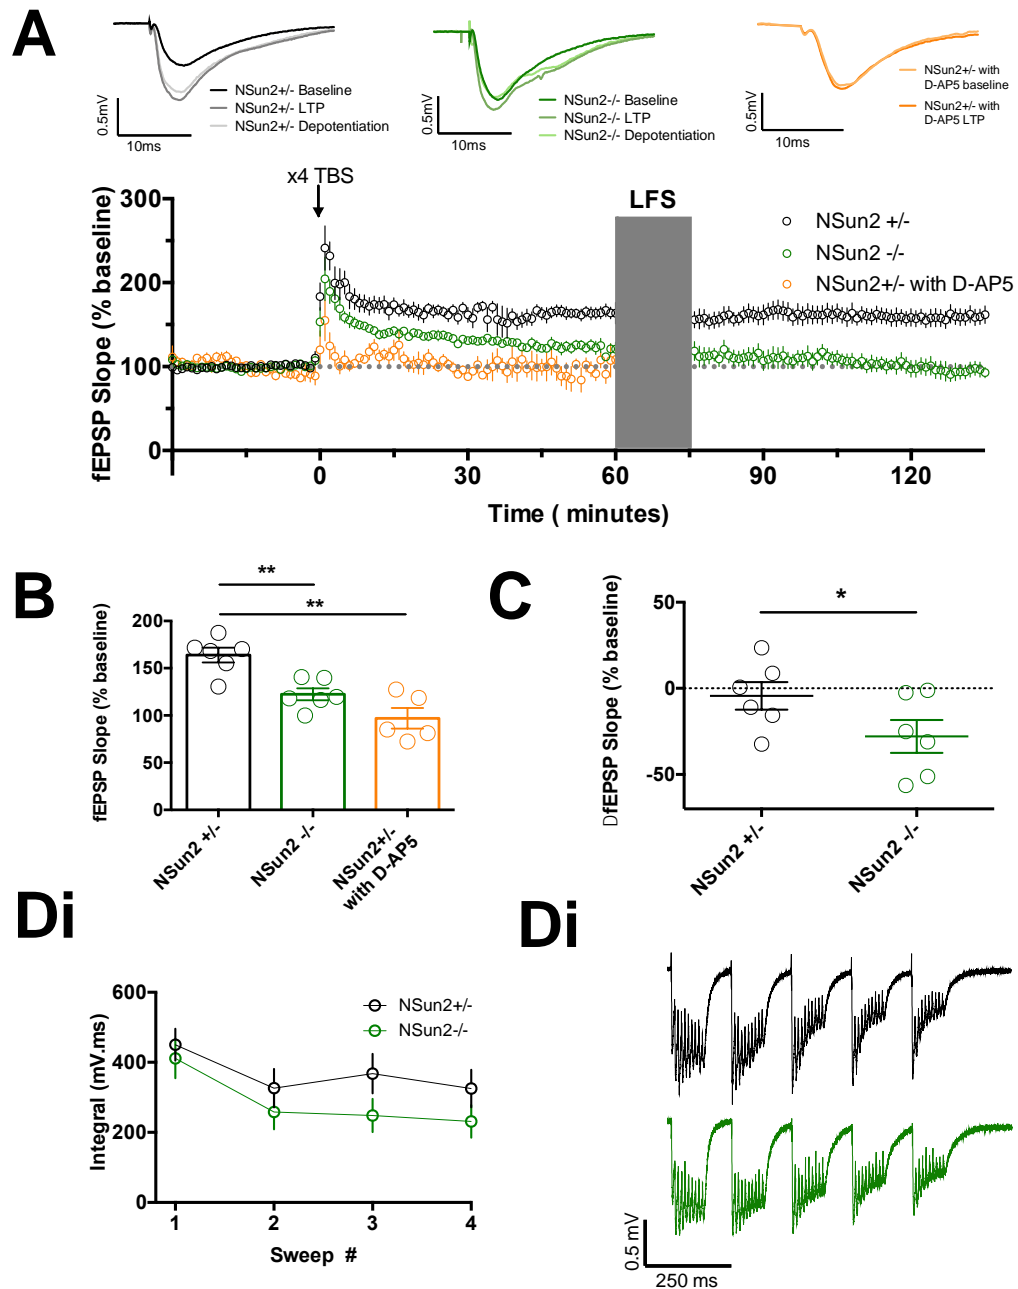 A
0.5mV
10ms
NSun2+/- Baseline
NSun2+/- LTP
NSun2+/- Depotentiation
0.5mV
10ms
NSun2-/- Baseline
NSun2-/- LTP
NSun2-/- Depotentiation
0.5mV
10ms
NSun2+/- with
D-AP5 baseline
NSun2+/- with
D-AP5 LTP
x4 TBS
LFS
NSun2 +/-
NSun2 -/-
NSun2+/- with D-AP5
fEPSP Slope (% baseline)
300
200
100
0
0
30
60
90
120
Time ( minutes)
B
**
**
fEPSP Slope (% baseline)
200
150
100
50
0
NSun2 +/-
NSun2 -/-
NSun2+/-
with D-AP5
C
*
DfEPSP Slope (% baseline)
50
0
-50
NSun2 +/-
NSun2 -/-
Di
Integral (mV.ms)
600
400
200
0
NSun2+/-
NSun2-/-
1
2
3
4
Sweep #
Di
0.5 mV
250 ms